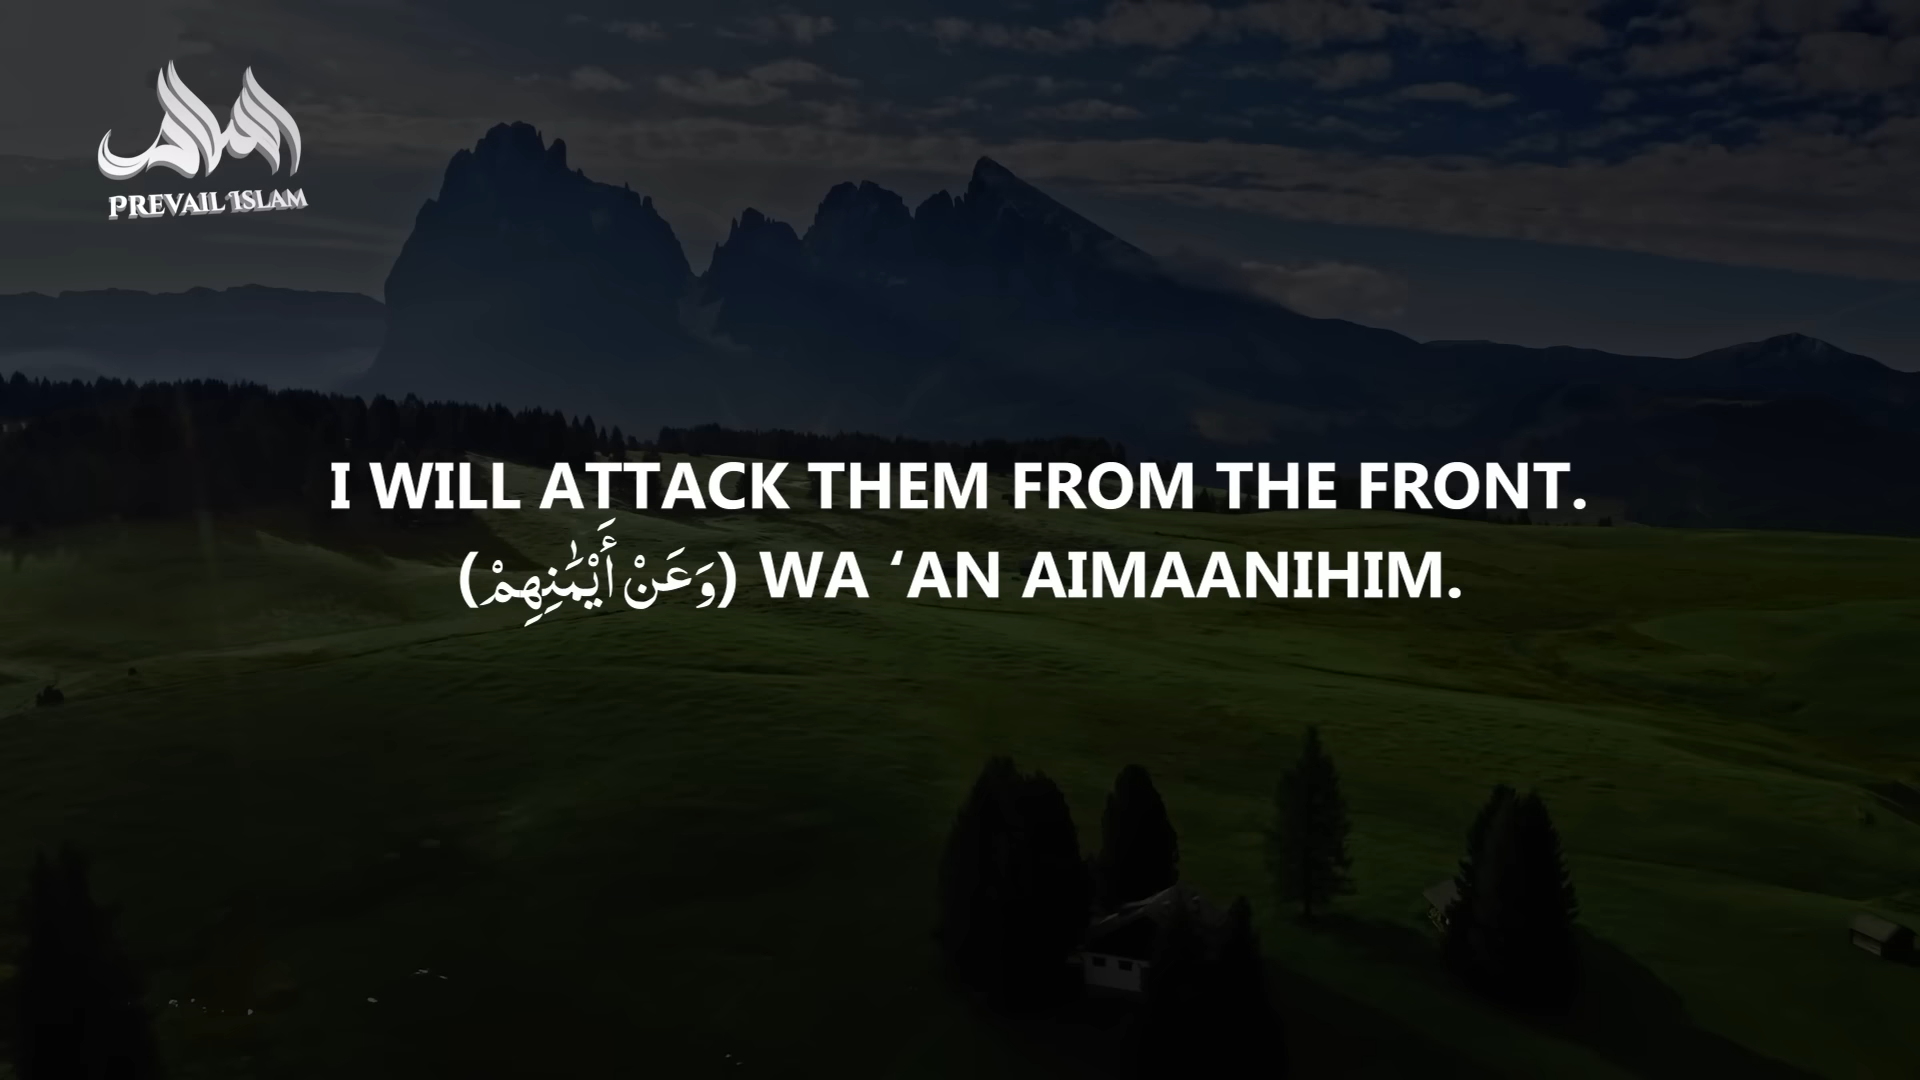 PREVAIL ISLAM
I WILL ATTACK THEM FROM THE FRONT.
(وَعَنْ أَيْمَٰنِهِمْ) WA ‘AN AIMAANIHIM.